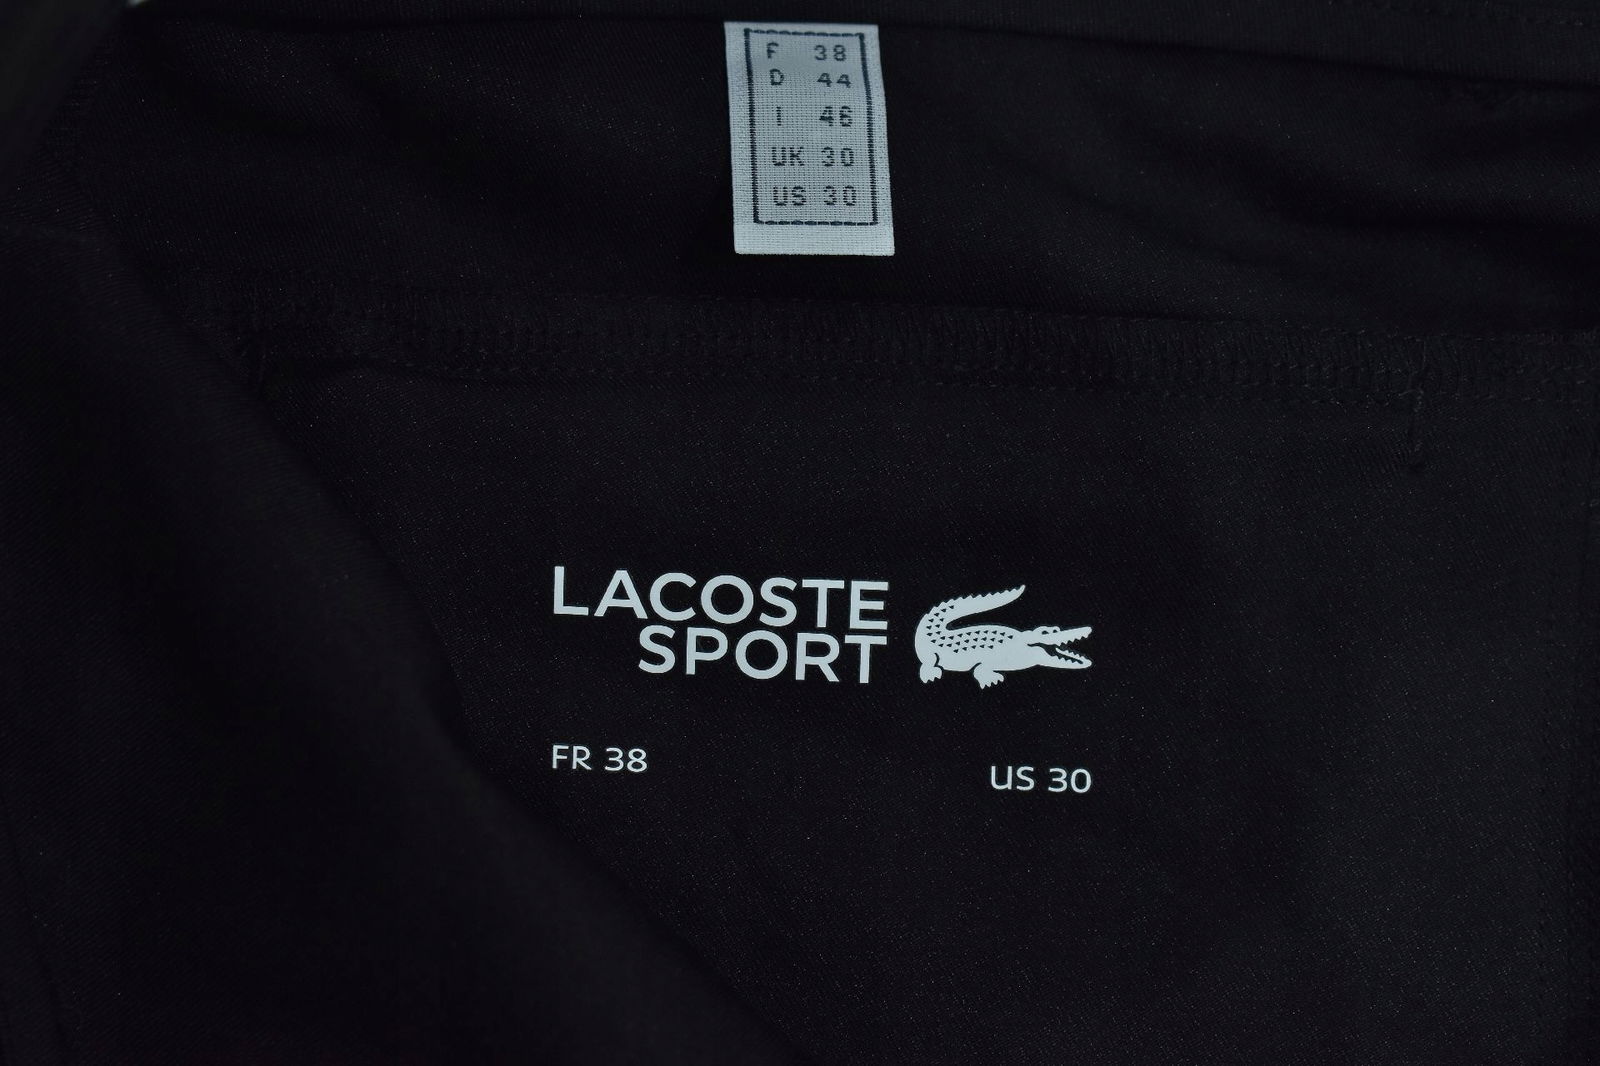 F 38
D 44
I 46
UK 30
US 30
LACOSTE
SPORT
FR 38
US 30